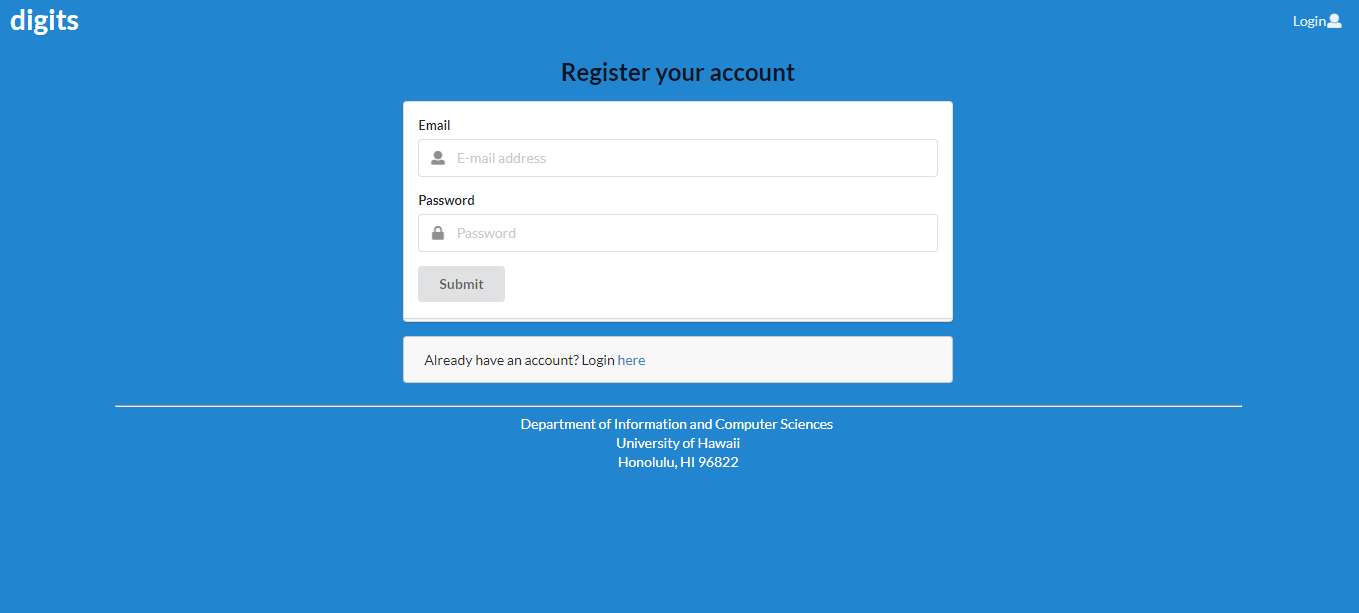 digits
Login
Register your account
Email
E-mail address
Password
Password
Submit
Already have an account? Login here
Department of Information and Computer Sciences
University of Hawaii
Honolulu, HI 96822